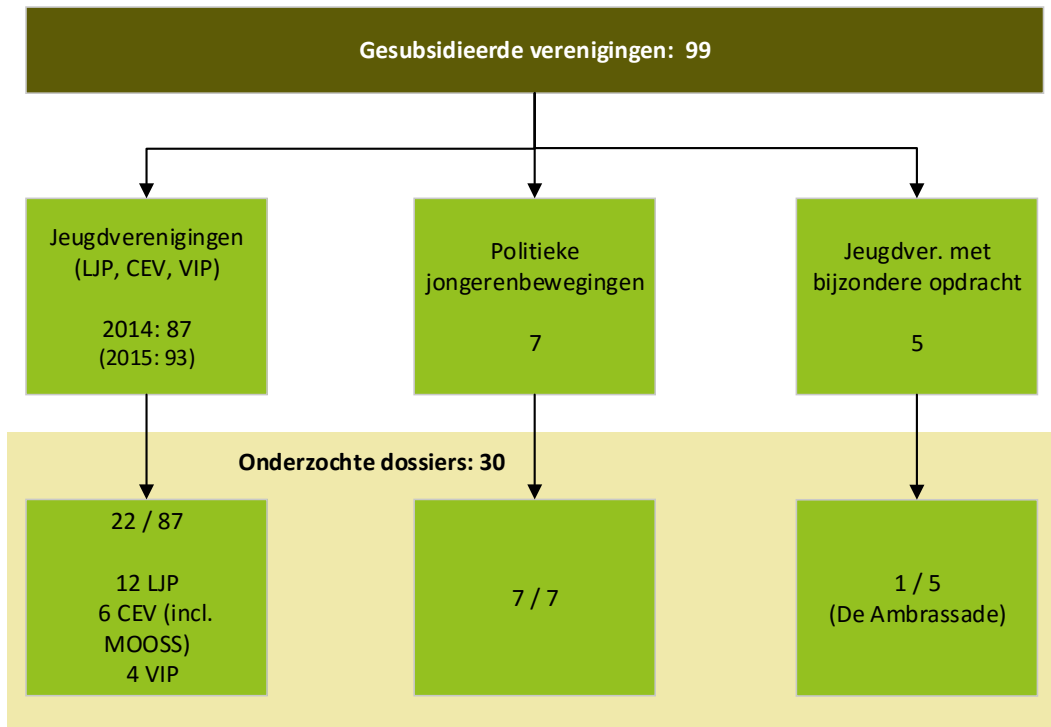 Gesubsidieerde verenigingen: 99
Jeugdverenigingen
(LJP, CEV, VIP)
2014: 87
(2015: 93)
Politieke
jongerenbewegingen
7
Jeugdver. met
bijzondere opdracht
5
Onderzochte dossiers: 30
22 / 87
12 LJP
6 CEV (incl.
MOOSS)
4 VIP
7 / 7
1 / 5
(De Ambrassade)